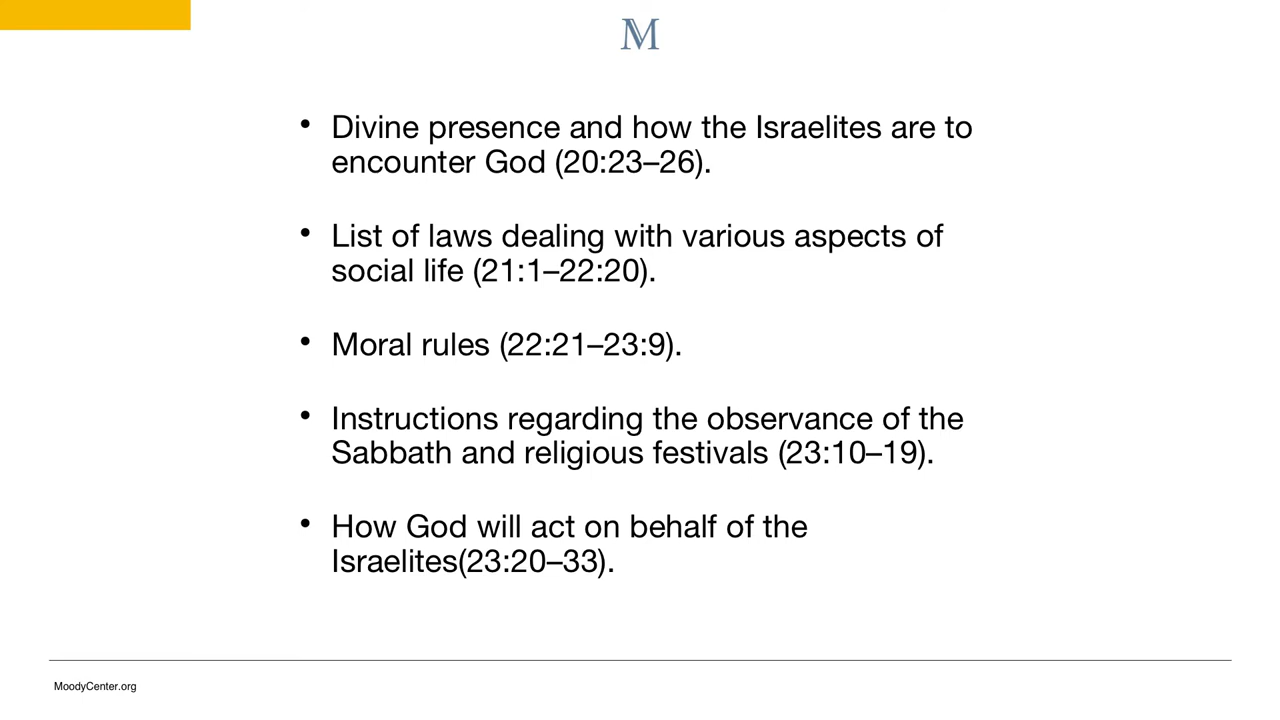 M
• Divine presence and how the Israelites are to
encounter God (20:23–26).
• List of laws dealing with various aspects of
social life (21:1–22:20).
• Moral rules (22:21–23:9).
• Instructions regarding the observance of the
Sabbath and religious festivals (23:10–19).
• How God will act on behalf of the
Israelites(23:20–33).
MoodyCenter.org